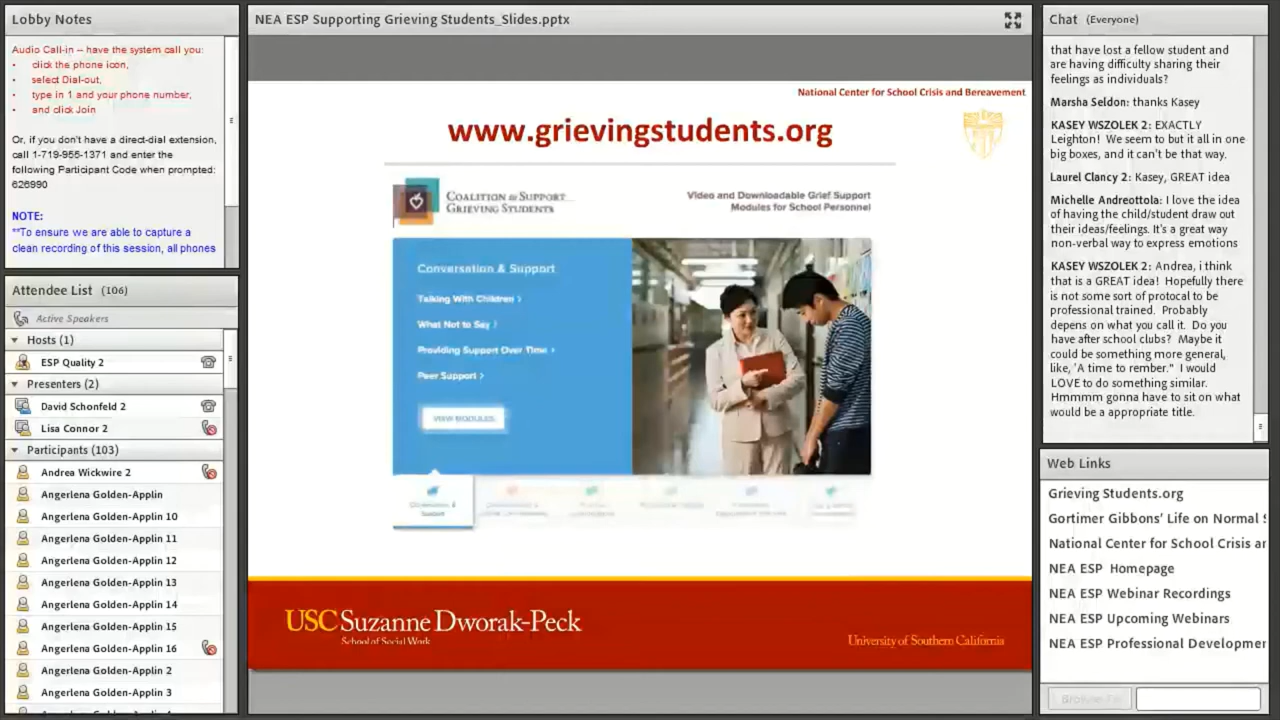 Lobby Notes
Audio Call-in -- have the system call you:
• click the phone icon,
• select Dial-out,
• type in 1 and your phone number,
• and click Join
Or, if you don't have a direct-dial extension,
call 1-719-955-1371 and enter the
following Participant Code when prompted:
626990
NOTE:
**To ensure we are able to capture a
clean recording of this session, all phones
Attendee List (106)
Active Speakers
Hosts (1)
ESP Quality 2
Presenters (2)
David Schonfeld 2
Lisa Connor 2
Participants (103)
Andrea Wickwire 2
Angerlena Golden-Applin
Angerlena Golden-Applin 10
Angerlena Golden-Applin 11
Angerlena Golden-Applin 12
Angerlena Golden-Applin 13
Angerlena Golden-Applin 14
Angerlena Golden-Applin 15
Angerlena Golden-Applin 16
Angerlena Golden-Applin 2
Angerlena Golden-Applin 3
NEA ESP Supporting Grieving Students_Slides.pptx
National Center for School Crisis and Bereavement
www.grievingstudents.org
Coalition to Support
Grieving Students
Video and Downloadable Grief Support
Modules for School Personnel
Conversation & Support
Talking With Children ›
What Not to Say ›
Providing Support Over Time ›
Peer Support ›
VIEW MODULES
USC Suzanne Dworak-Peck
School of Social Work
University of Southern California
Chat (Everyone)
that have lost a fellow student and
are having difficulty sharing their
feelings as individuals?
Marsha Seldon: thanks Kasey
KASEY WSZOLEK 2: EXACTLY
Leighton! We seem to but it all in one
big boxes, and it can't be that way.
Laurel Clancy 2: Kasey, GREAT idea
Michelle Andreottola: I love the idea
of having the child/student draw out
their ideas/feelings. It's a great way
non-verbal way to express emotions
KASEY WSZOLEK 2: Andrea, i think
that is a GREAT idea! Hopefully there
is not some sort of protocal to be
professional trained. Probably
depens on what you call it. Do you
have after school clubs? Maybe it
could be something more general,
like, 'A time to rember." I would
LOVE to do something similar.
Hmmmm gonna have to sit on what
would be a appropriate title.
Web Links
Grieving Students.org
Gortimer Gibbons' Life on Normal S
National Center for School Crisis ar
NEA ESP Homepage
NEA ESP Webinar Recordings
NEA ESP Upcoming Webinars
NEA ESP Professional Developmer